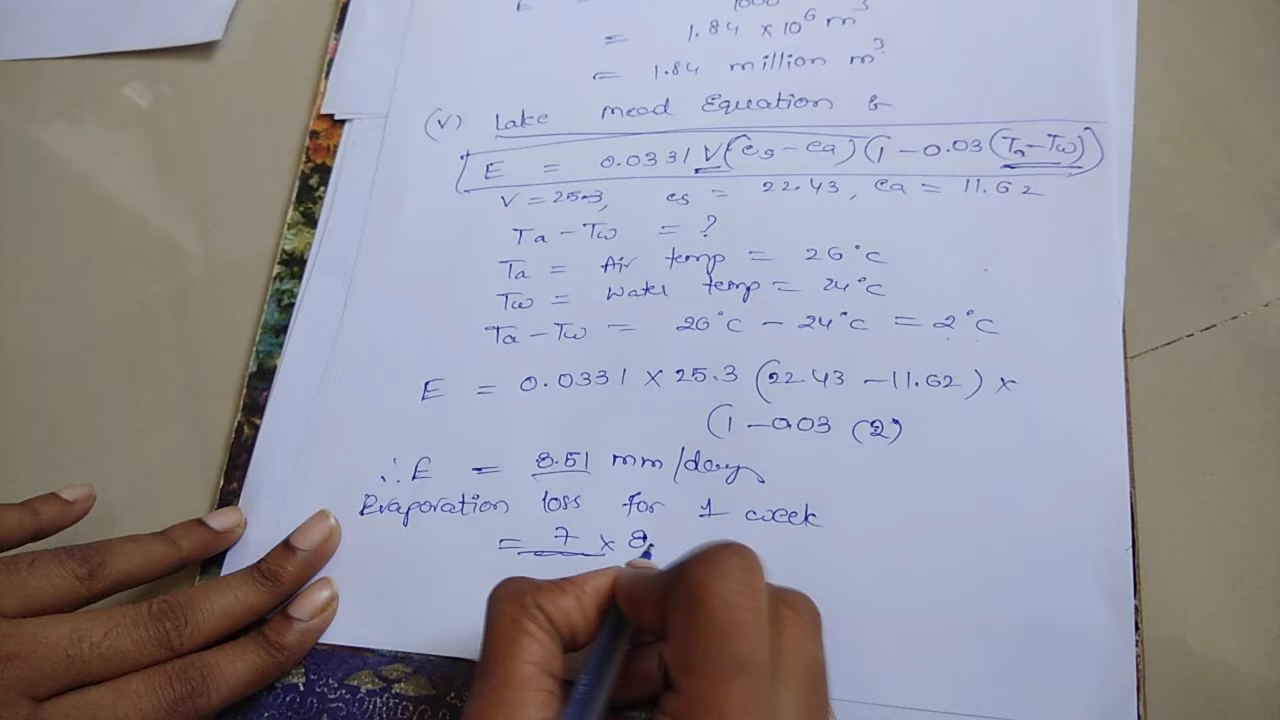 E = 1000
= 1.84 × 10⁶ m³
= 1.84 million m³
(V) Lake mead Equation &
E = 0.0331 V(es - ea)(1 - 0.03(Ta - Tw))
V = 25.3, es = 22.43, ea = 11.62
Ta - Tw = ?
Ta = Air temp = 26°C
Tw = Water temp = 24°C
Ta - Tw = 26°C - 24°C = 2°C
E = 0.0331 × 25.3 (22.43 - 11.62) ×
(1 - 0.03 (2)
∴ E = 8.51 mm/day
Evaporation loss for 1 week
= 7 × 8.